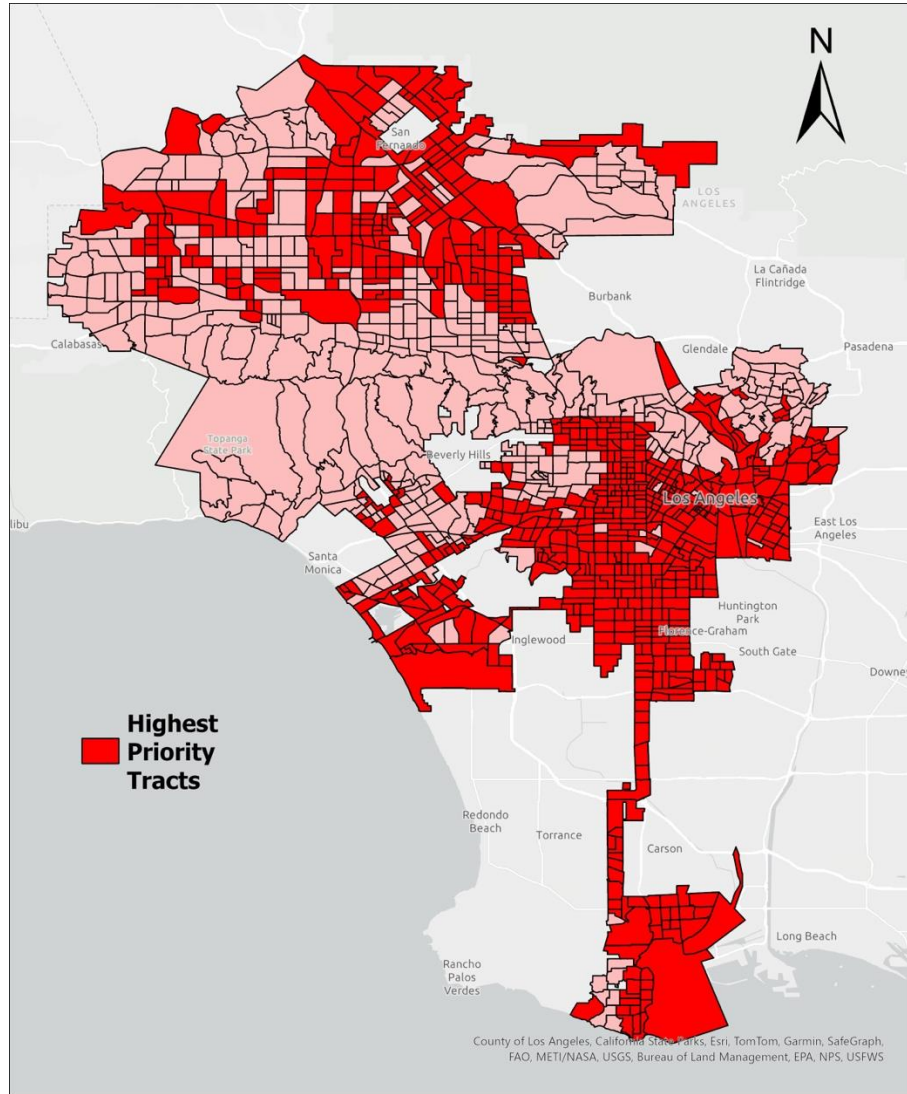 N
San
Fernando
LOS
ANGELES
La Cañada
Flintridge
Burbank
Calabasas
Glendale
Pasadena
Topanga
State Park
Beverly Hills
Los Angeles
libu
East Los
Angeles
Santa
Monica
Huntington
Park
Inglewood
Florence-Graham
South Gate
Downey
Highest
Priority
Tracts
Redondo
Beach
Torrance
Carson
Long Beach
Rancho
Palos
Verdes
County of Los Angeles, California State Parks, Esri, TomTom, Garmin, SafeGraph,
FAO, METI/NASA, USGS, Bureau of Land Management, EPA, NPS, USFWS